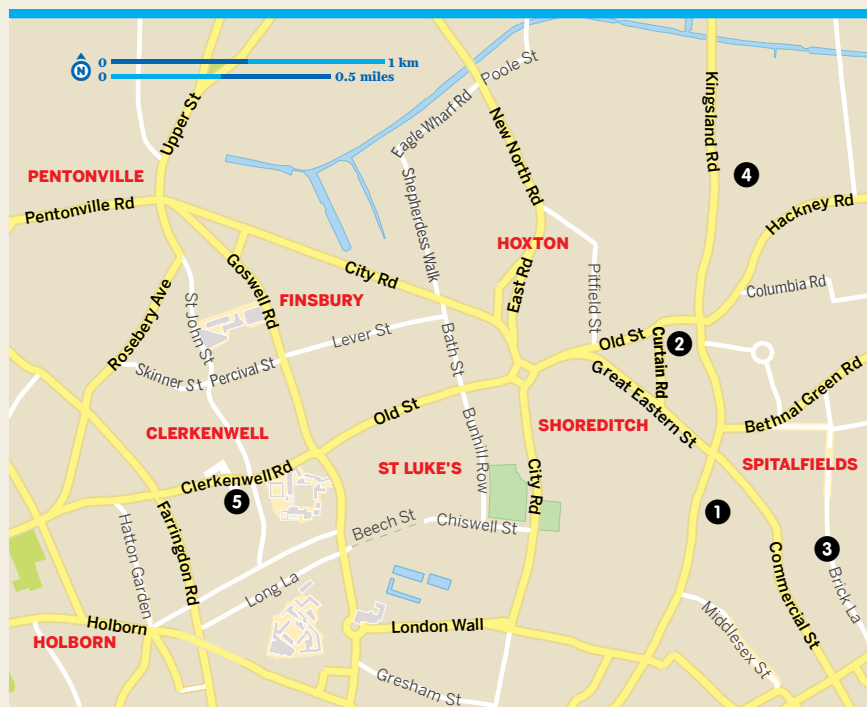 0 1 km
N
0 0.5 miles
Upper St
Poole St
Eagle Wharf Rd
New North Rd
Kingsland Rd
PENTONVILLE
Pentonville Rd
Shepherdess Walk
4
Hackney Rd
HOXTON
City Rd
Goswell Rd
FINSBURY
East Rd
Pitfield St
Columbia Rd
Rosebery Ave
St John St
Lever St
Bath St
Old St
Curtain Rd
2
Skinner St
Percival St
Great Eastern St
Bethnal Green Rd
Old St
CLERKENWELL
SHOREDITCH
Bunhill Row
ST LUKE'S
SPITALFIELDS
Clerkenwell Rd
City Rd
5
1
Farringdon Rd
Hatton Garden
Beech St
Chiswell St
3
Brick La
Commercial St
Long La
Middlesex St
Holborn
London Wall
HOLBORN
Gresham St